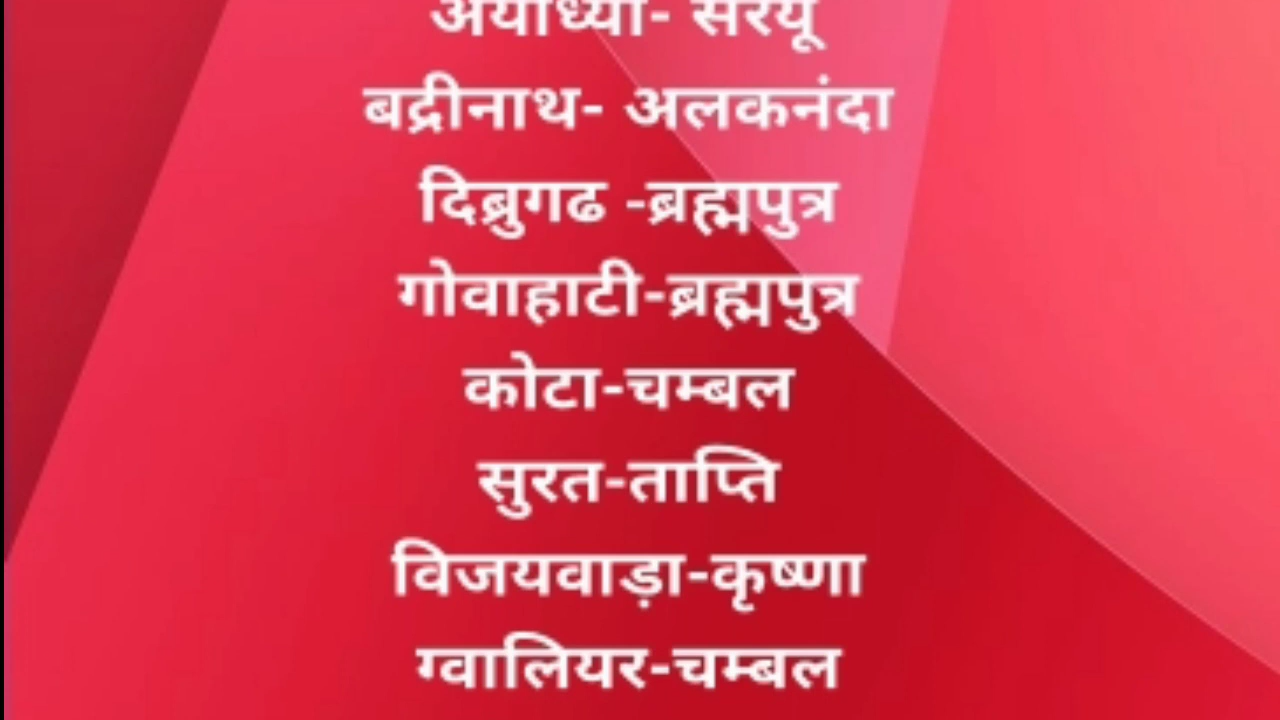 अयोध्या- सरयू
बद्रीनाथ- अलकनंदा
दिब्रुगढ -ब्रह्मपुत्र
गोवाहाटी-ब्रह्मपुत्र
कोटा-चम्बल
सुरत-ताप्ति
विजयवाड़ा-कृष्णा
ग्वालियर-चम्बल